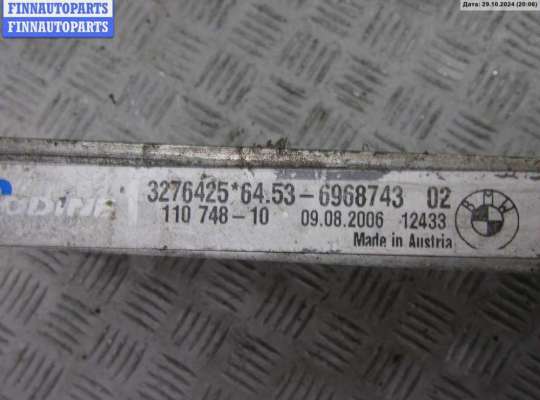 FINNAUTOPARTS
FINNAUTOPARTS
FINNAUTOPARTS
Дата: 29.10.2024 (20:06)
3276425*64.53-6968743 02
110 748-10 09.08.2006 12433
Made in Austria
BMW